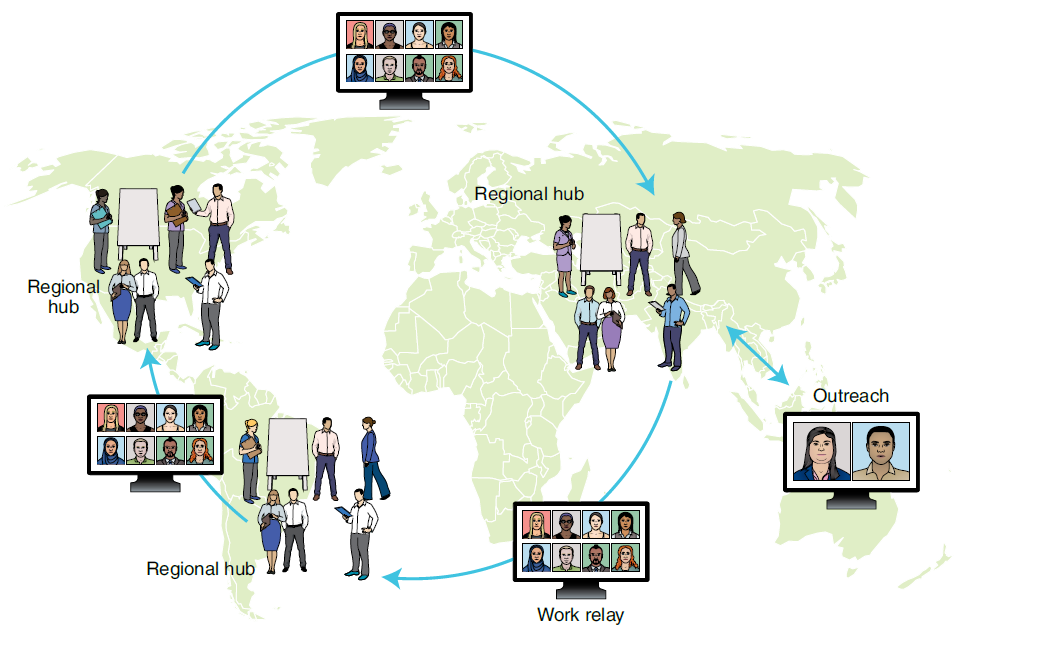 Regional hub
Regional
hub
Outreach
Regional hub
Work relay